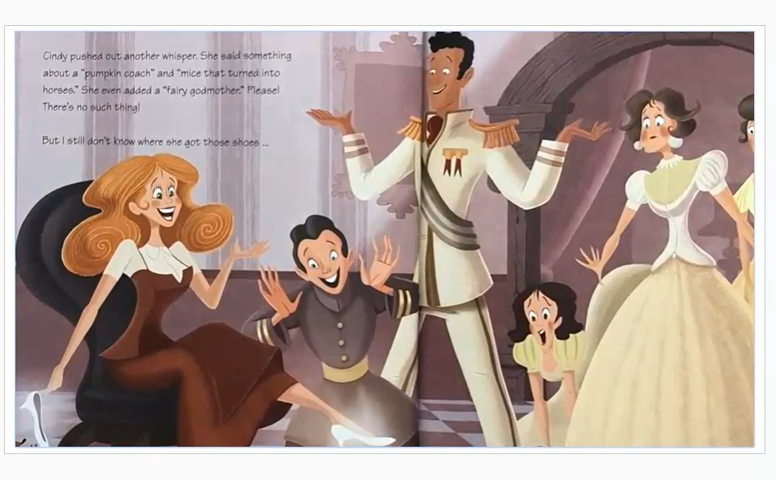 Cindy pushed out another whisper. She said something
about a "pumpkin coach" and "mice that turned into
horses." She even added a "fairy godmother." Please!
There's no such thing!
But I still don't know where she got those shoes ...